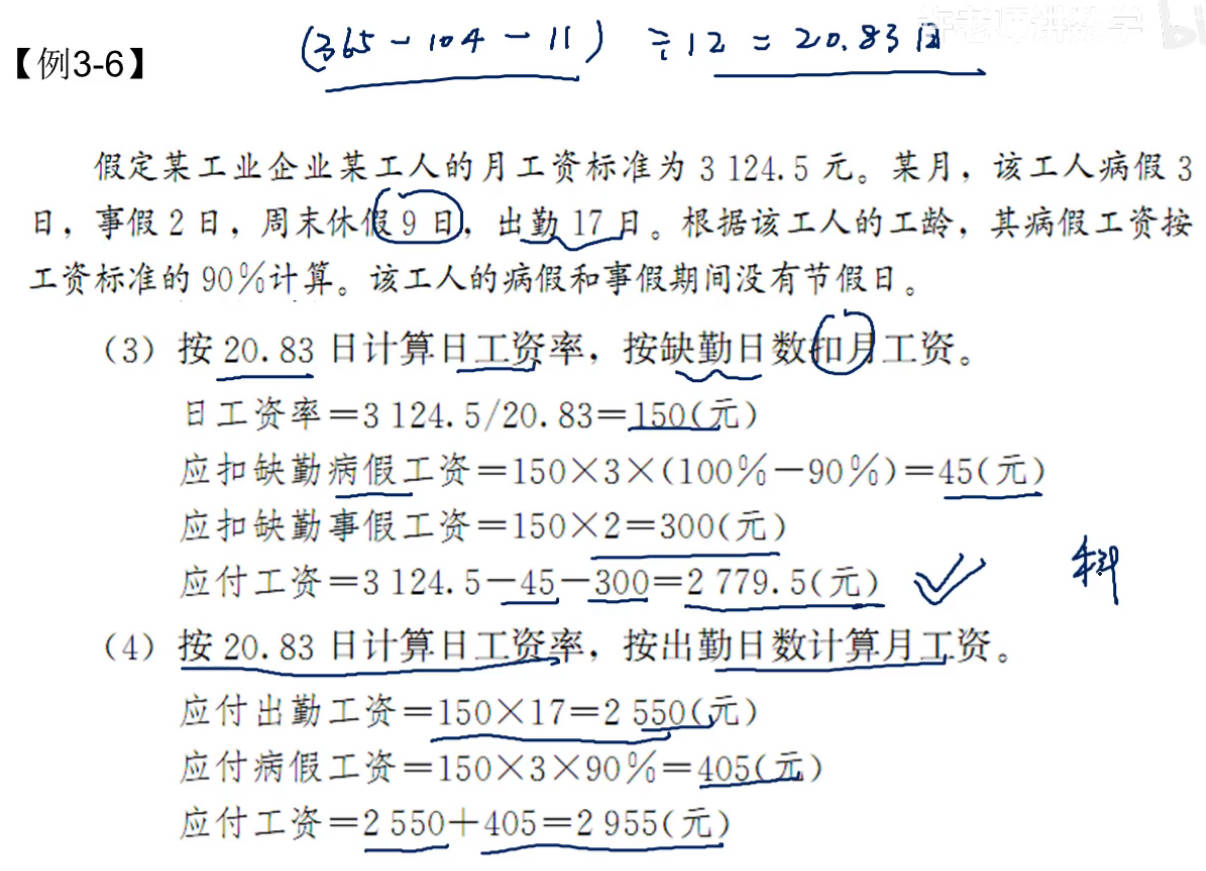 (365-104-11) ÷12 = 20.83日
【例3-6】
假定某工业企业某工人的月工资标准为 3 124.5 元。某月，该工人病假 3
日，事假 2 日，周末休假 9 日，出勤 17 日。根据该工人的工龄，其病假工资按
工资标准的 90%计算。该工人的病假和事假期间没有节假日。
（3）按 20.83 日计算日工资率，按缺勤日数扣月工资。
日工资率＝3 124.5/20.83＝150(元)
应扣缺勤病假工资＝150×3×(100%－90%)＝45(元)
应扣缺勤事假工资＝150×2=300(元)
应付工资＝3 124.5－45－300＝2 779.5(元)
（4）按 20.83 日计算日工资率，按出勤日数计算月工资。
应付出勤工资＝150×17＝2 550(元)
应付病假工资＝150×3×90%＝405(元)
应付工资＝2 550＋405＝2 955(元)